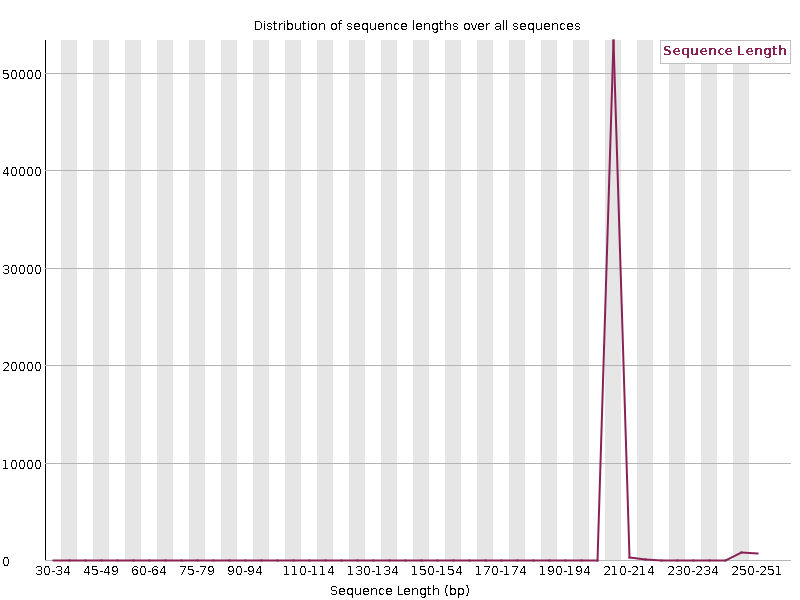 Distribution of sequence lengths over all sequences
Sequence Length
50000
40000
30000
20000
10000
0
30-34 45-49 60-64 75-79 90-94 110-114 130-134 150-154 170-174 190-194 210-214 230-234 250-251
Sequence Length (bp)